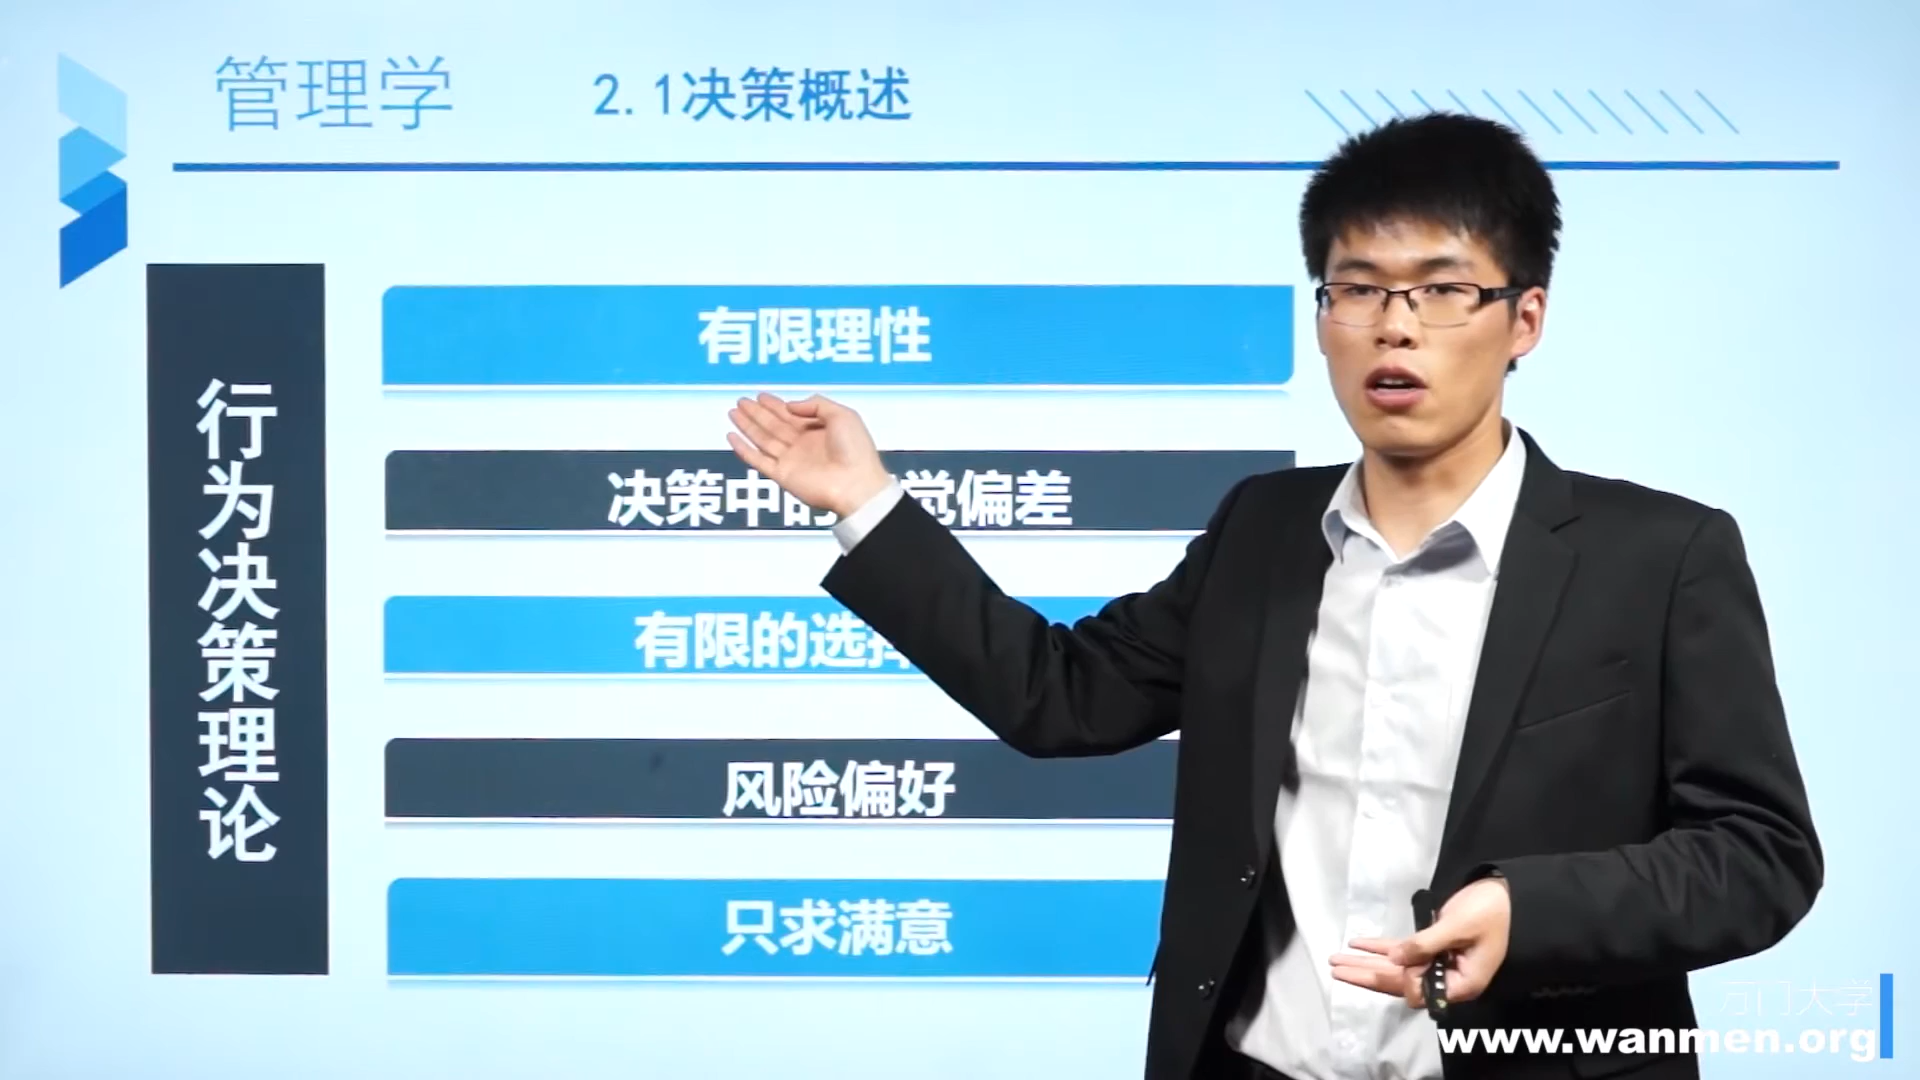 管理学
2.1决策概述
行为决策理论
有限理性
决策中的 觉偏差
有限的选择
风险偏好
只求满意
万门大学
www.wanmen.org